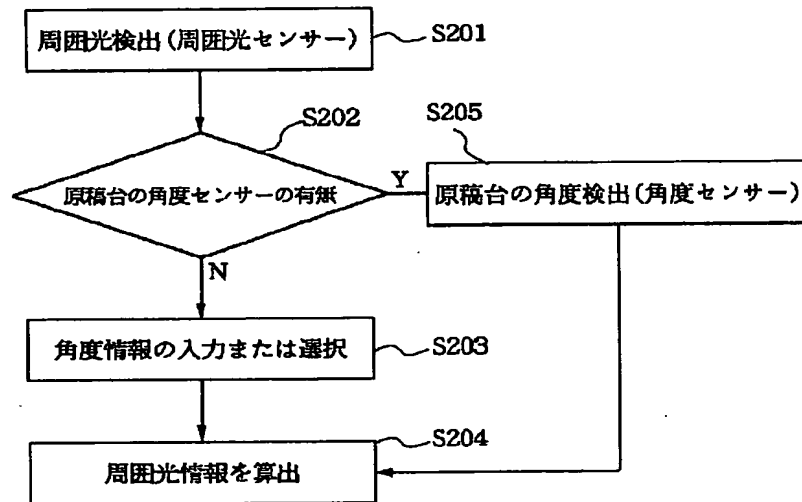 周囲光検出(周囲光センサー)
S201
S202
原稿台の角度センサーの有無
Y
S205
原稿台の角度検出(角度センサー)
N
角度情報の入力または選択
S203
周囲光情報を算出
S204